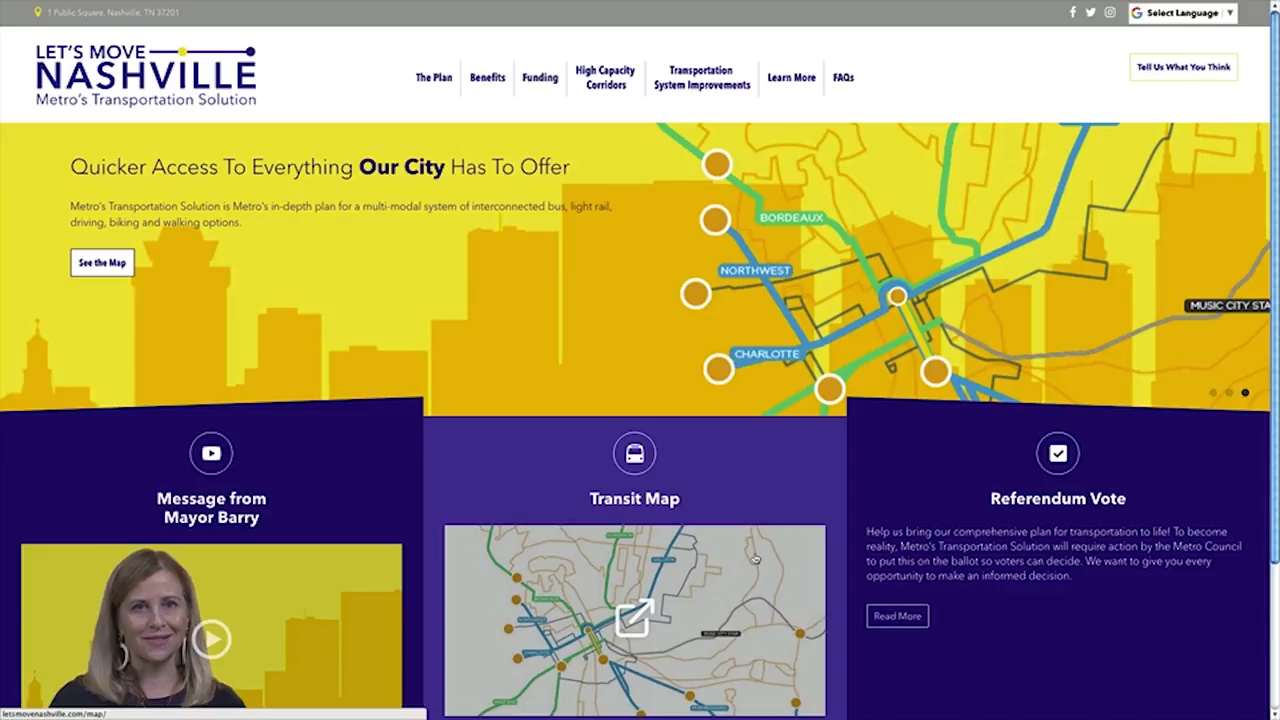 1 Public Square, Nashville, TN 37201
Select Language
LET'S MOVE
NASHVILLE
Metro's Transportation Solution
The Plan
Benefits
Funding
High Capacity
Corridors
Transportation
System Improvements
Learn More
FAQs
Tell Us What You Think
Quicker Access To Everything Our City Has To Offer
Metro's Transportation Solution is Metro's in-depth plan for a multi-modal system of interconnected bus, light rail,
driving, biking and walking options.
See the Map
BORDEAUX
NORTHWEST
CHARLOTTE
MUSIC CITY STA
Message from
Mayor Barry
Transit Map
Referendum Vote
Help us bring our comprehensive plan for transportation to life! To become
reality, Metro's Transportation Solution will require action by the Metro Council
to put this on the ballot so voters can decide. We want to give you every
opportunity to make an informed decision.
Read More
MUSIC CITY STAR
letsmovenashville.com/map/